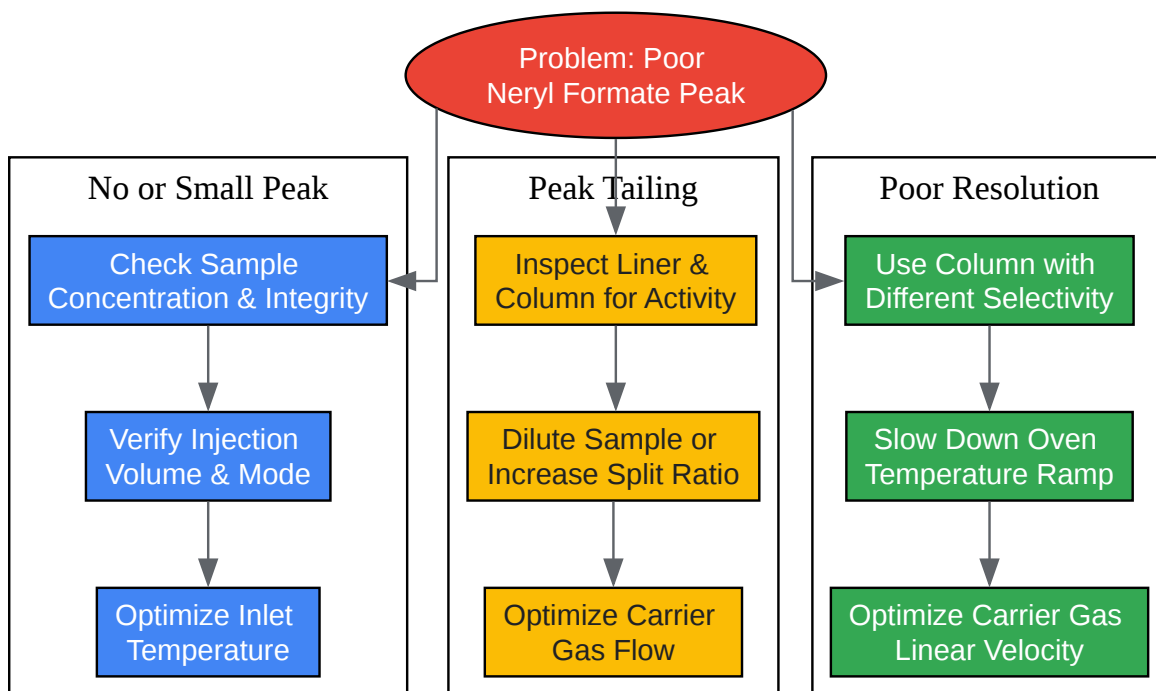 Problem: Poor
Neryl Formate Peak
No or Small Peak
Check Sample
Concentration & Integrity
Verify Injection
Volume & Mode
Optimize Inlet
Temperature
Peak Tailing
Inspect Liner &
Column for Activity
Dilute Sample or
Increase Split Ratio
Optimize Carrier
Gas Flow
Poor Resolution
Use Column with
Different Selectivity
Slow Down Oven
Temperature Ramp
Optimize Carrier Gas
Linear Velocity